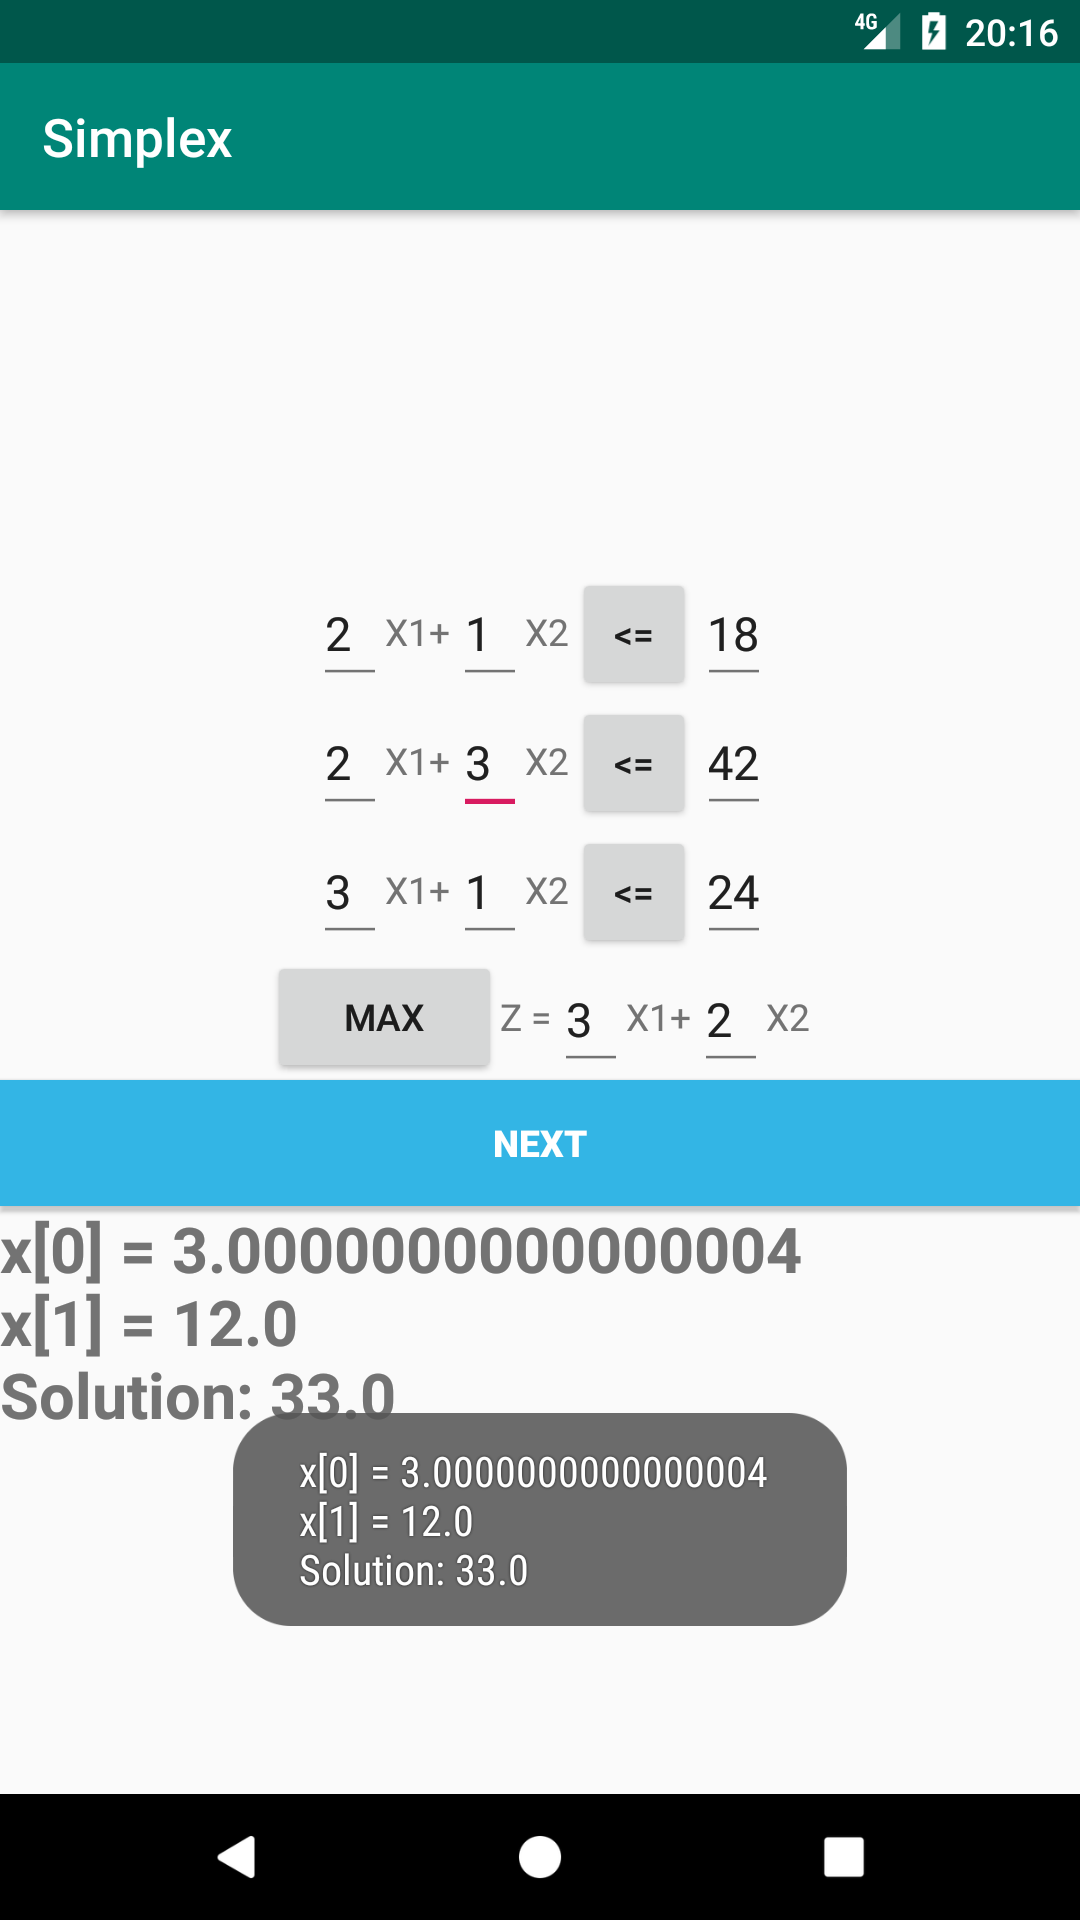 4G 20:16
Simplex
2 X1+ 1 X2 <= 18
2 X1+ 3 X2 <= 42
3 X1+ 1 X2 <= 24
MAX Z = 3 X1+ 2 X2
NEXT
x[0] = 3.0000000000000004
x[1] = 12.0
Solution: 33.0
x[0] = 3.0000000000000004
x[1] = 12.0
Solution: 33.0